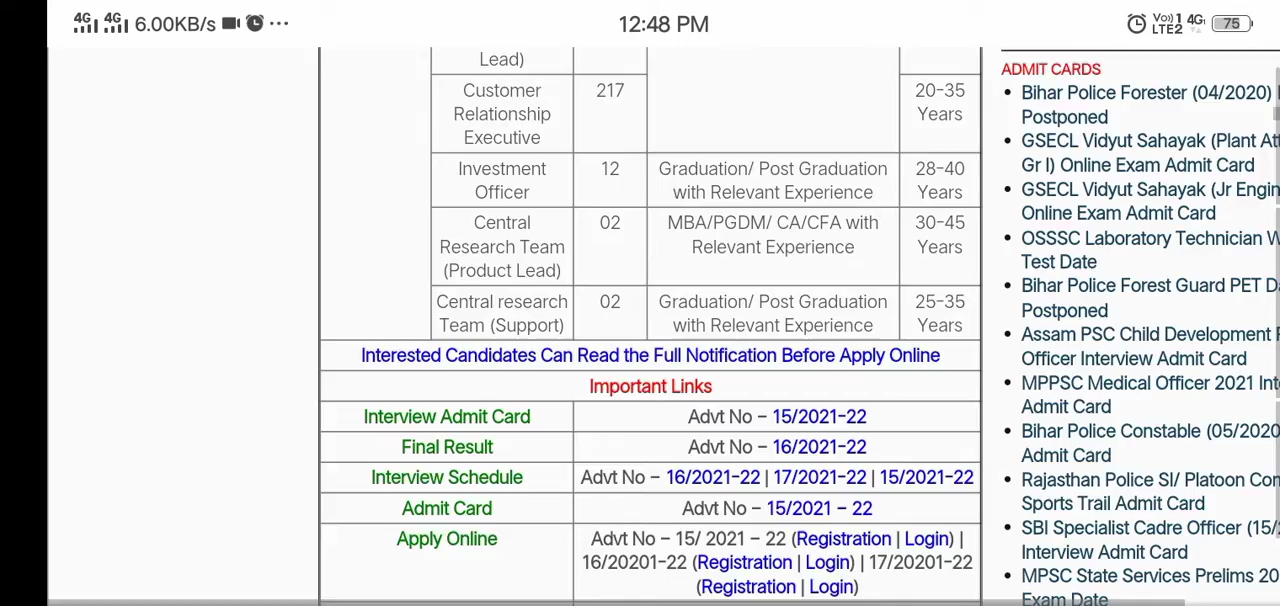 4G 4G 6.00KB/s
12:48 PM
Vo)) 1 4G
LTE2
75
Lead)
Customer
Relationship
Executive
217
20-35
Years
Investment
Officer
12
Graduation/ Post Graduation
with Relevant Experience
28-40
Years
Central
Research Team
(Product Lead)
02
MBA/PGDM/ CA/CFA with
Relevant Experience
30-45
Years
Central research
Team (Support)
02
Graduation/ Post Graduation
with Relevant Experience
25-35
Years
Interested Candidates Can Read the Full Notification Before Apply Online
Important Links
Interview Admit Card
Advt No – 15/2021-22
Final Result
Advt No – 16/2021-22
Interview Schedule
Advt No – 16/2021-22 | 17/2021-22 | 15/2021-22
Admit Card
Advt No – 15/2021 – 22
Apply Online
Advt No – 15/ 2021 – 22 (Registration | Login) |
16/20201-22 (Registration | Login) | 17/20201-22
(Registration | Login)
ADMIT CARDS
Bihar Police Forester (04/2020)
Postponed
GSECL Vidyut Sahayak (Plant Att
Gr I) Online Exam Admit Card
GSECL Vidyut Sahayak (Jr Engin
Online Exam Admit Card
OSSSC Laboratory Technician W
Test Date
Bihar Police Forest Guard PET Da
Postponed
Assam PSC Child Development P
Officer Interview Admit Card
MPPSC Medical Officer 2021 Inte
Admit Card
Bihar Police Constable (05/2020
Admit Card
Rajasthan Police SI/ Platoon Com
Sports Trail Admit Card
SBI Specialist Cadre Officer (15/
Interview Admit Card
MPSC State Services Prelims 20
Exam Date